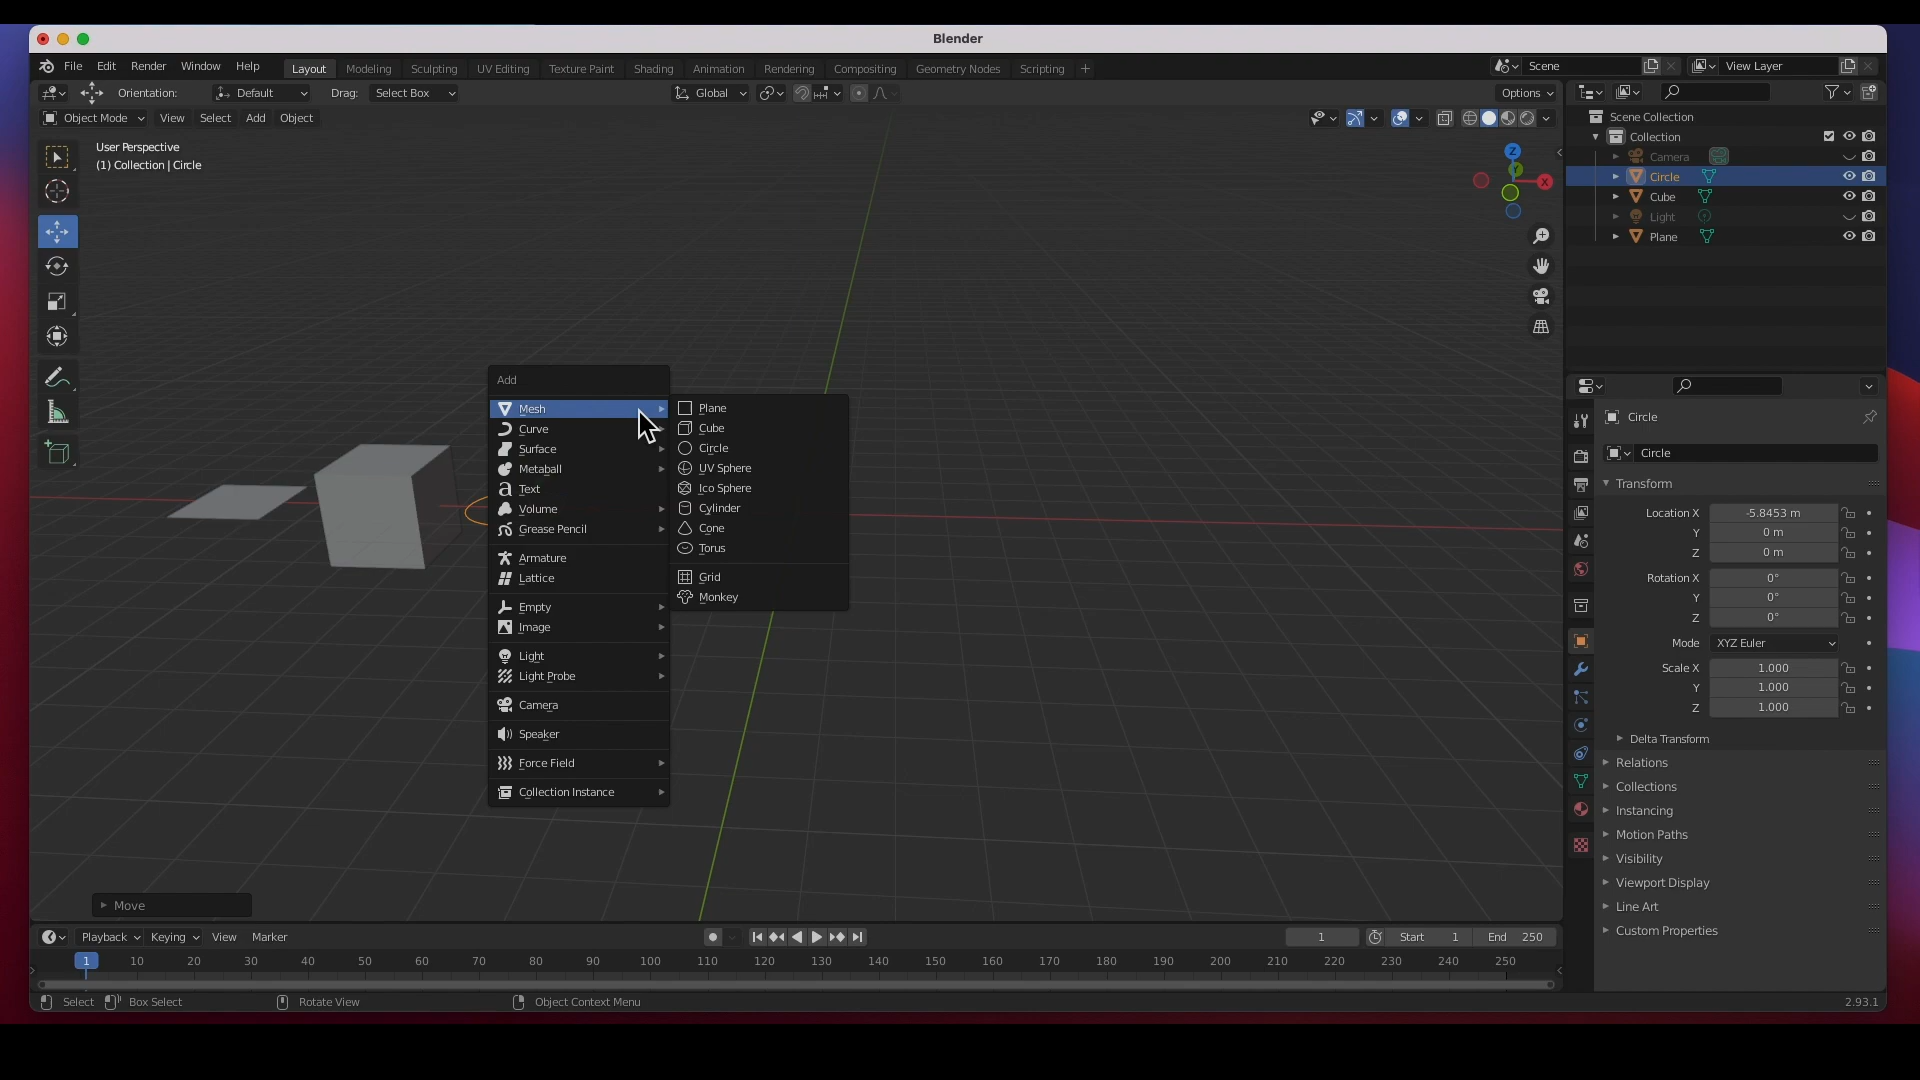 Blender
File Edit Render Window Help
Layout Modeling Sculpting UV Editing Texture Paint Shading Animation Rendering Compositing Geometry Nodes Scripting +
Scene
View Layer
Orientation: Default Drag: Select Box
Global
Options
Object Mode View Select Add Object
User Perspective
(1) Collection | Circle
Z
Y
X
Scene Collection
Collection
Camera
Circle
Cube
Light
Plane
Add
Mesh
Curve
Surface
Metaball
Text
Volume
Grease Pencil
Armature
Lattice
Empty
Image
Light
Light Probe
Camera
Speaker
Force Field
Collection Instance
Plane
Cube
Circle
UV Sphere
Ico Sphere
Cylinder
Cone
Torus
Grid
Monkey
Circle
Circle
Transform
Location X -5.8453 m
Y 0 m
Z 0 m
Rotation X 0°
Y 0°
Z 0°
Mode XYZ Euler
Scale X 1.000
Y 1.000
Z 1.000
Delta Transform
Relations
Collections
Instancing
Motion Paths
Visibility
Viewport Display
Line Art
Custom Properties
Move
Playback Keying View Marker
1
Start 1 End 250
1 10 20 30 40 50 60 70 80 90 100 110 120 130 140 150 160 170 180 190 200 210 220 230 240 250
Select Box Select Rotate View Object Context Menu
2.93.1